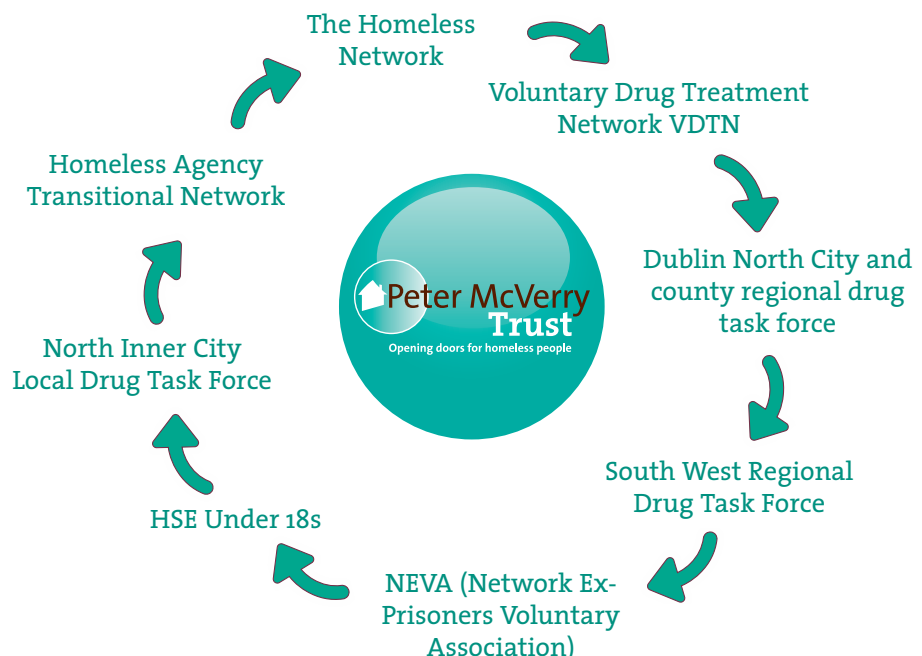 The Homeless
Network
Voluntary Drug Treatment
Network VDTN
Dublin North City and
county regional drug
task force
South West Regional
Drug Task Force
NEVA (Network Ex-
Prisoners Voluntary
Association)
HSE Under 18s
North Inner City
Local Drug Task Force
Homeless Agency
Transitional Network
Peter McVerry
Trust
Opening doors for homeless people